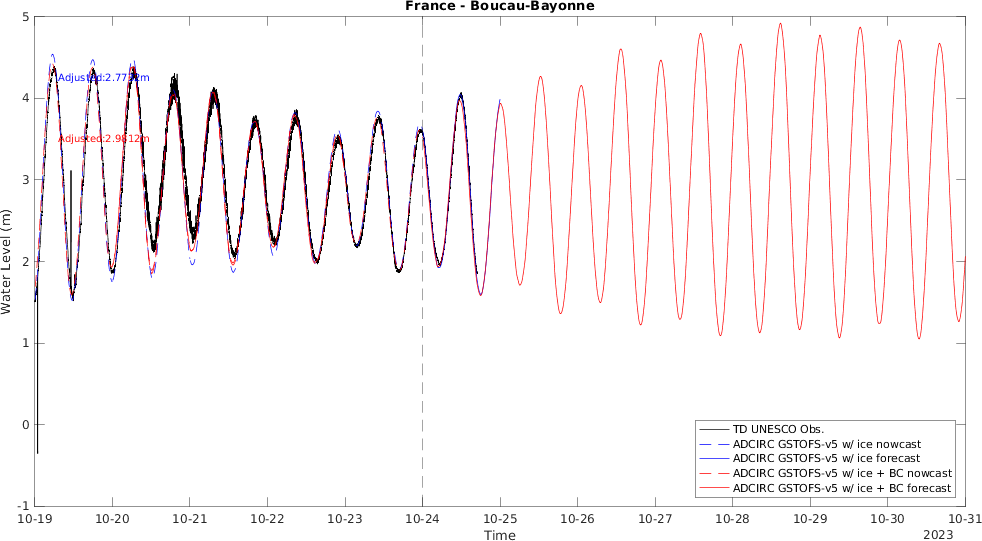 France - Boucau-Bayonne
5
4
3
2
1
0
-1
Water Level (m)
Adjusted:2.9812m
10-19
10-20
10-21
10-22
10-23
10-24
10-25
10-26
10-27
10-28
10-29
10-30
10-31
Time
2023
TD UNESCO Obs.
ADCIRC GSTOFS-v5 w/ ice nowcast
ADCIRC GSTOFS-v5 w/ ice forecast
ADCIRC GSTOFS-v5 w/ ice + BC nowcast
ADCIRC GSTOFS-v5 w/ ice + BC forecast